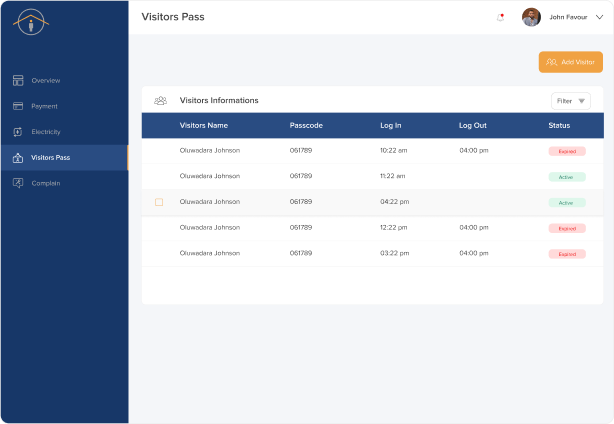 Visitors Pass
John Favour
Overview
Payment
Electricity
Visitors Pass
Complain
Add Visitor
Visitors Informations
Filter
Visitors Name Passcode Log In Log Out Status
Oluwadara Johnson 061789 10:22 am 04:00 pm Expired
Oluwadara Johnson 061789 11:22 am Active
Oluwadara Johnson 061789 04:22 pm Active
Oluwadara Johnson 061789 12:22 pm 04:00 pm Expired
Oluwadara Johnson 061789 03:22 pm 04:00 pm Expired